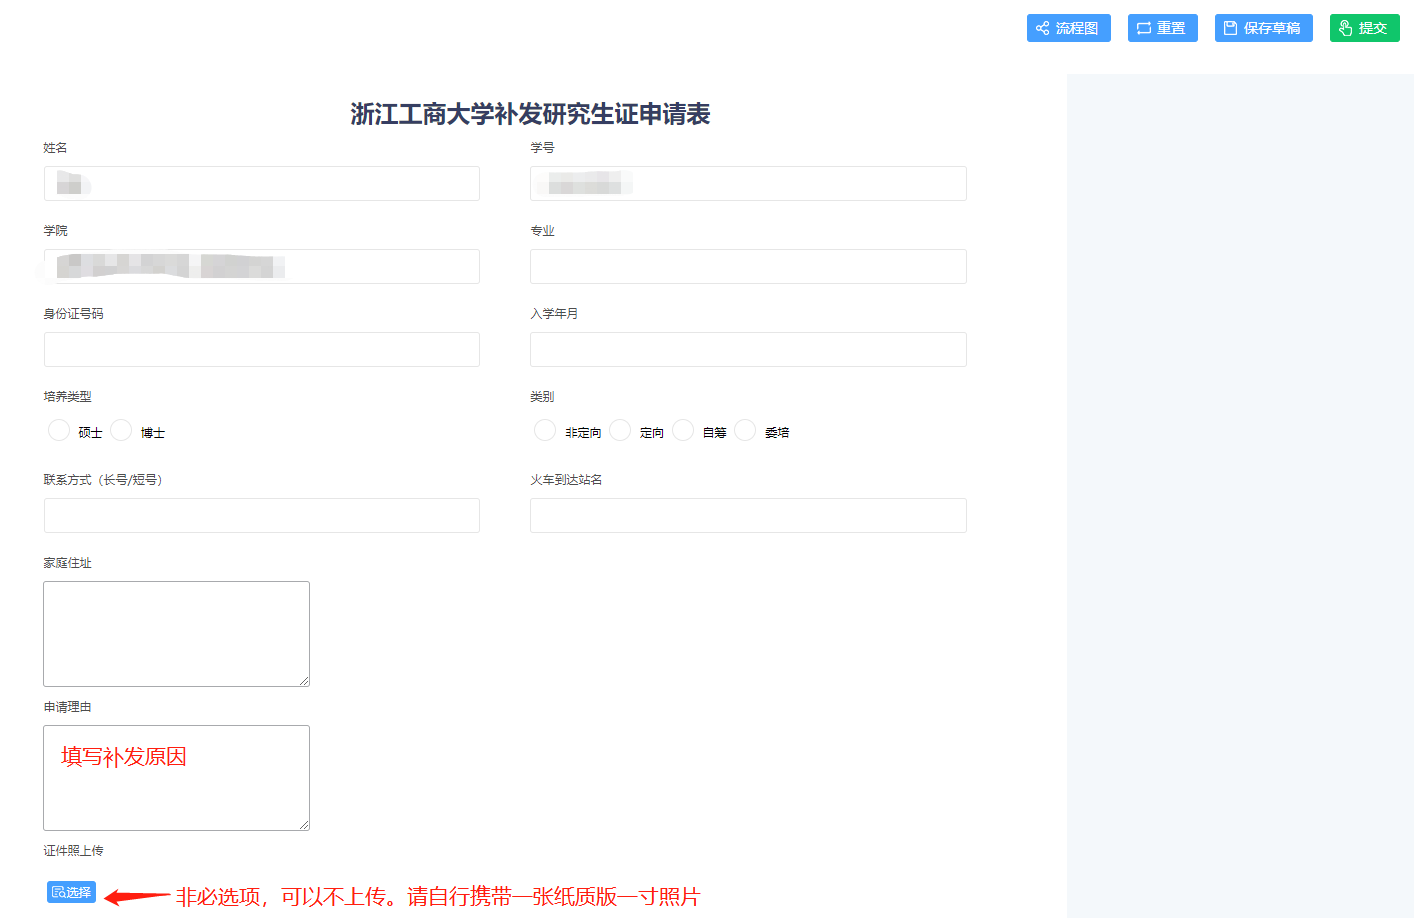 流程图 重置 保存草稿 提交
浙江工商大学补发研究生证申请表
姓名 学号
学院 专业
身份证号码 入学年月
培养类型 类别
硕士 博士 非定向 定向 自筹 委培
联系方式（长号/短号） 火车到达站名
家庭住址
申请理由
填写补发原因
证件照上传
选择 非必选项，可以不上传。请自行携带一张纸质版一寸照片